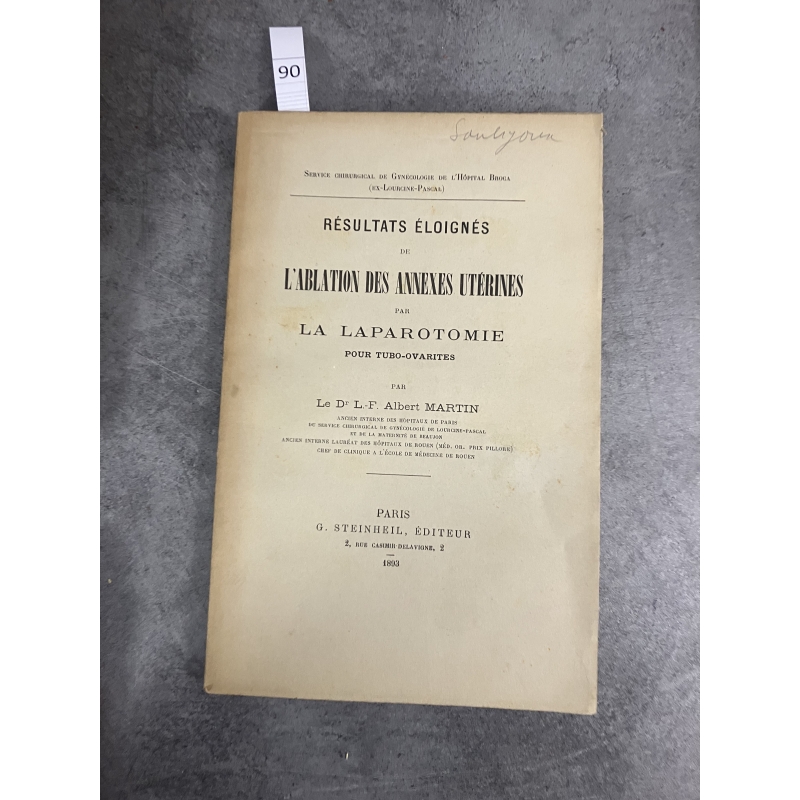 90
Souligoux
SERVICE CHIRURGICAL DE GYNÉCOLOGIE DE L'HÔPITAL BROCA
(EX-LOURCINE-PASCAL)
RÉSULTATS ÉLOIGNÉS
DE
L'ABLATION DES ANNEXES UTÉRINES
PAR
LA LAPAROTOMIE
POUR TUBO-OVARITES
PAR
Le Dr L.-F. Albert MARTIN
ANCIEN INTERNE DES HÔPITAUX DE PARIS
DU SERVICE CHIRURGICAL DE GYNÉCOLOGIE DE LOURCINE-PASCAL
ET DE LA MATERNITÉ DE BEAUJON
ANCIEN INTERNE LAURÉAT DES HÔPITAUX DE ROUEN (MÉD. OR. PRIX PILLORE)
CHEF DE CLINIQUE A L'ÉCOLE DE MÉDECINE DE ROUEN
PARIS
G. STEINHEIL, ÉDITEUR
2, RUE CASIMIR-DELAVIGNE, 2
1893